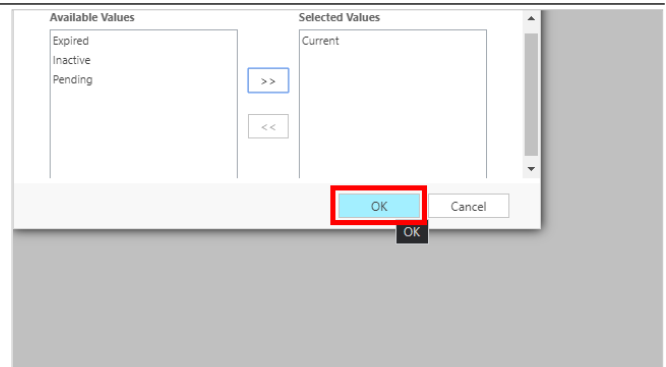 Available Values
Selected Values
Expired
Inactive
Pending
Current
>>
<<
OK
Cancel
OK